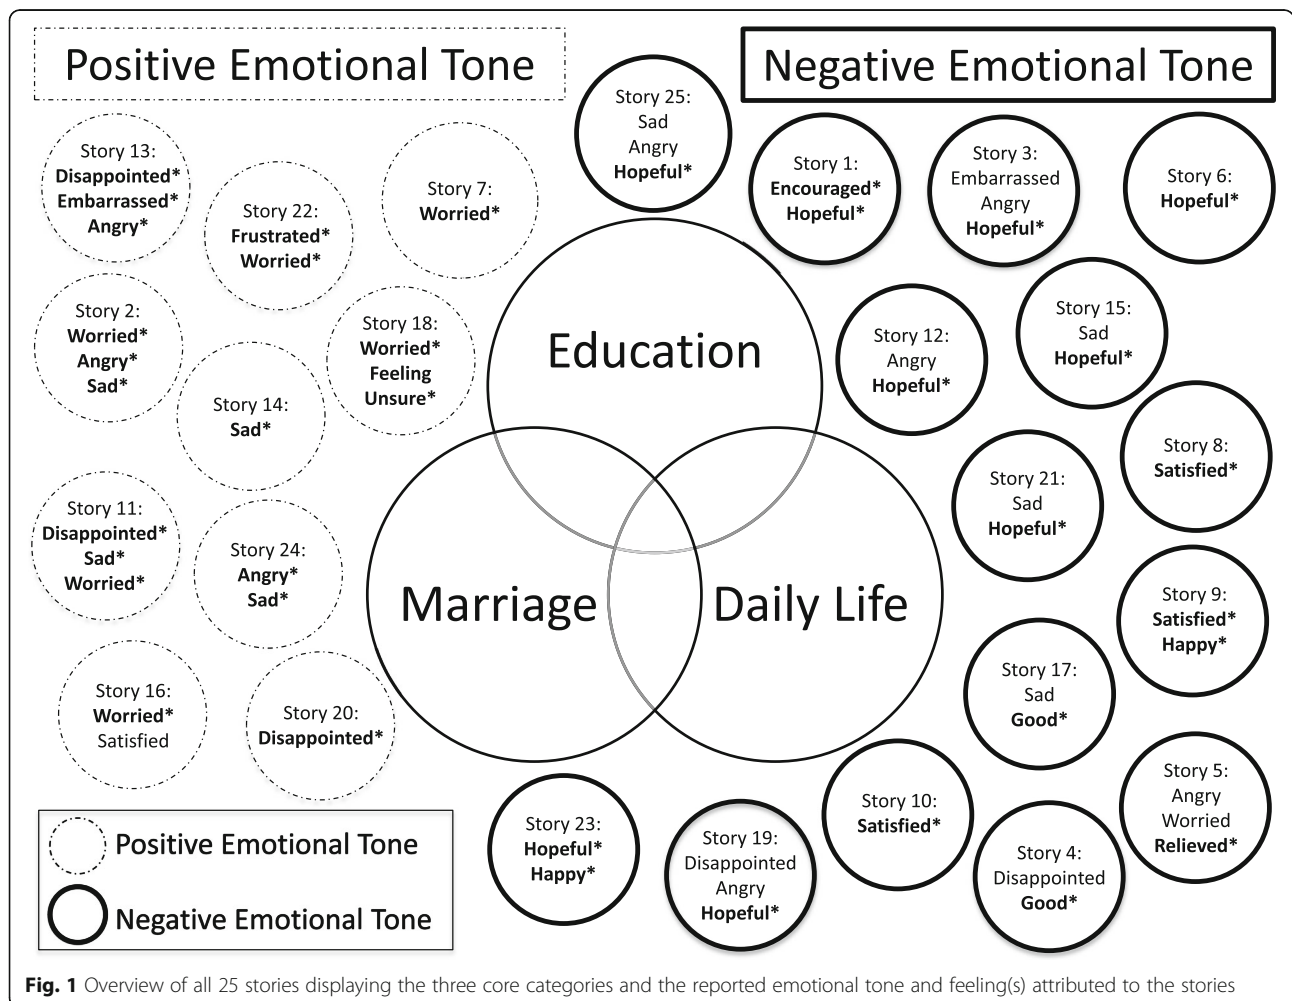 Positive Emotional Tone
Negative Emotional Tone
Story 25:
Sad
Angry
Hopeful*
Story 13:
Disappointed*
Embarrassed*
Angry*
Story 22:
Frustrated*
Worried*
Story 7:
Worried*
Story 1:
Encouraged*
Hopeful*
Story 3:
Embarrassed
Angry
Hopeful*
Story 6:
Hopeful*
Story 2:
Worried*
Angry*
Sad*
Story 18:
Worried*
Feeling
Unsure*
Story 14:
Sad*
Education
Story 12:
Angry
Hopeful*
Story 15:
Sad
Hopeful*
Story 8:
Satisfied*
Story 21:
Sad
Hopeful*
Story 11:
Disappointed*
Sad*
Worried*
Story 24:
Angry*
Sad*
Marriage
Daily Life
Story 9:
Satisfied*
Happy*
Story 17:
Sad
Good*
Story 16:
Worried*
Satisfied
Story 20:
Disappointed*
Story 5:
Angry
Worried
Relieved*
Story 10:
Satisfied*
Story 23:
Hopeful*
Happy*
Story 19:
Disappointed
Angry
Hopeful*
Story 4:
Disappointed
Good*
Positive Emotional Tone
Negative Emotional Tone
Fig. 1 Overview of all 25 stories displaying the three core categories and the reported emotional tone and feeling(s) attributed to the stories